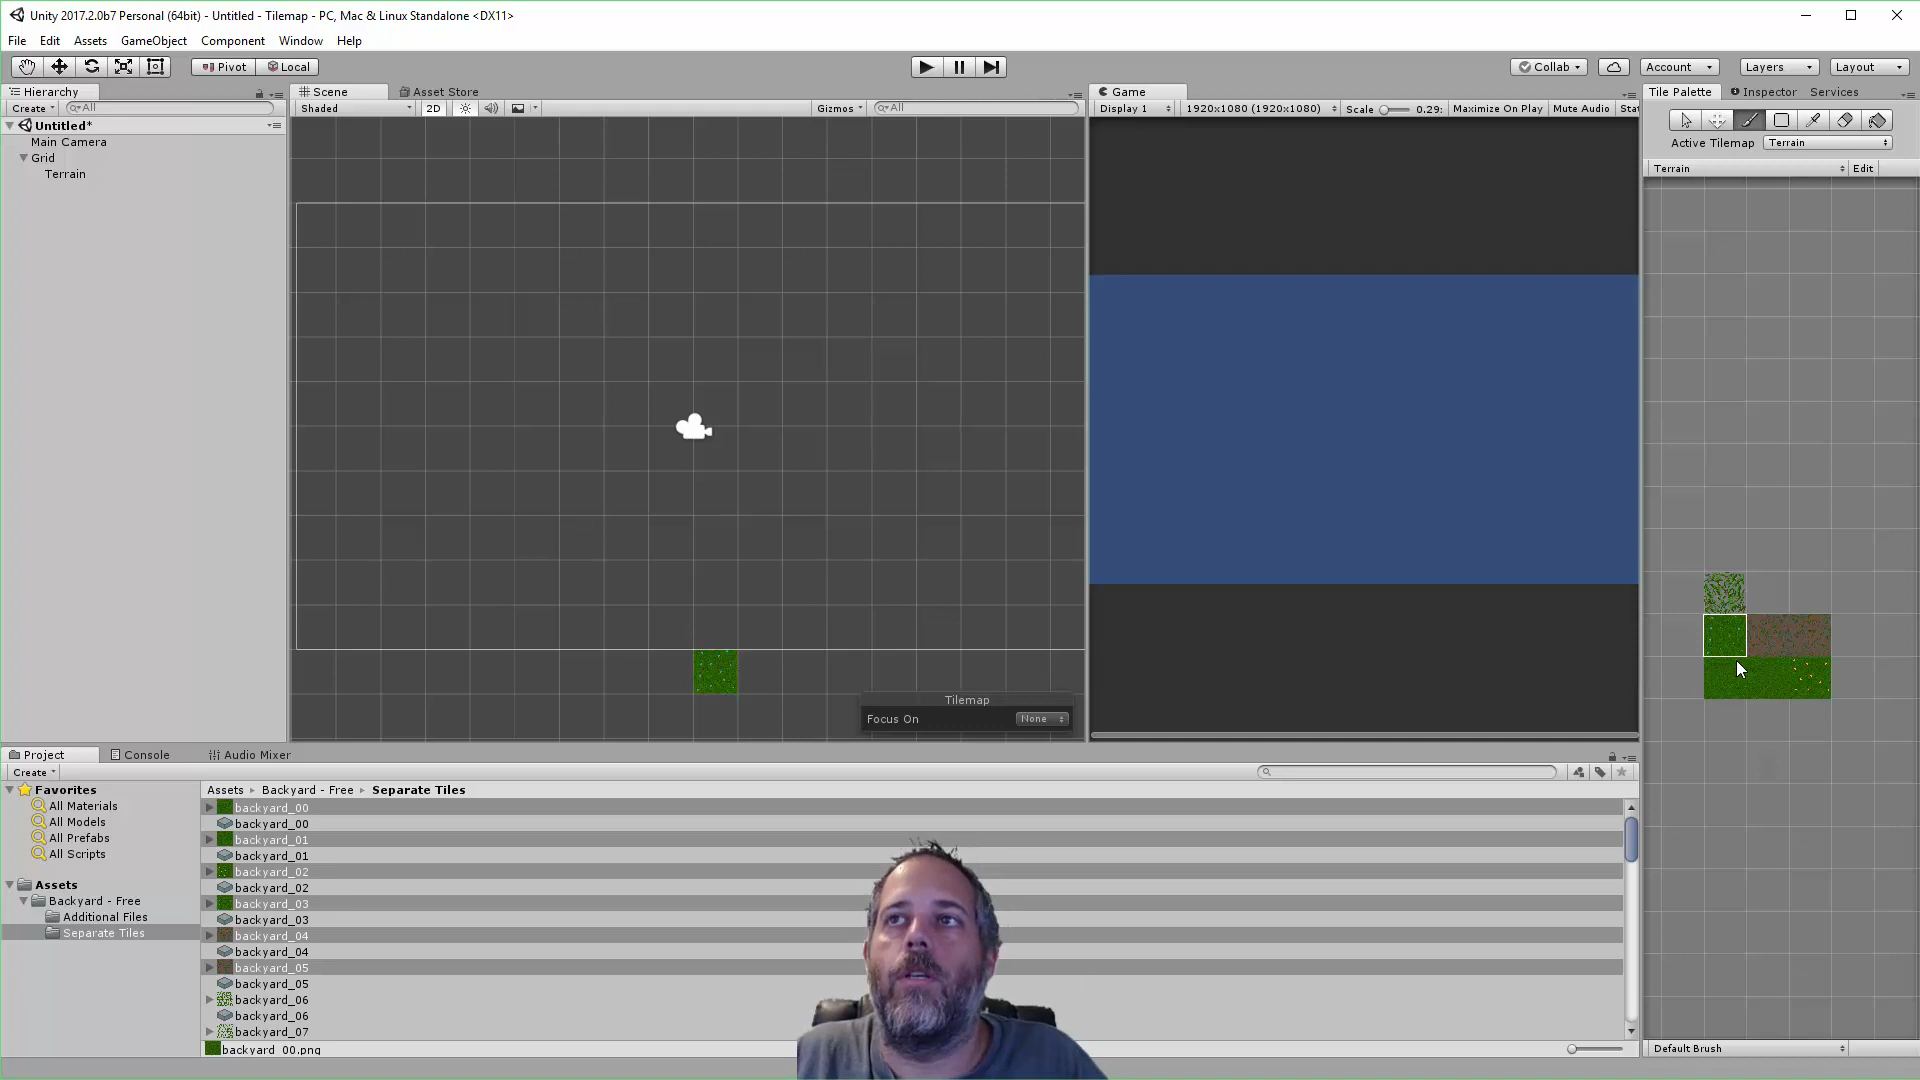 Unity 2017.2.0b7 Personal (64bit) - Untitled - Tilemap - PC, Mac & Linux Standalone <DX11>
File Edit Assets GameObject Component Window Help
Pivot Local Collab Account Layers Layout
Hierarchy
Create All
Untitled*
Main Camera
Grid
Terrain
Scene Asset Store
Shaded 2D Gizmos All
Game
Display 1 1920x1080 (1920x1080) Scale 0.29: Maximize On Play Mute Audio Stat
Tile Palette Inspector Services
Active Tilemap Terrain
Terrain Edit
Tilemap
Focus On None
Default Brush
Project Console Audio Mixer
Create
Favorites
All Materials
All Models
All Prefabs
All Scripts
Assets
Backyard - Free
Additional Files
Separate Tiles
Assets Backyard - Free Separate Tiles
backyard_00
backyard_00
backyard_01
backyard_01
backyard_02
backyard_02
backyard_03
backyard_03
backyard_04
backyard_04
backyard_05
backyard_05
backyard_06
backyard_06
backyard_07
backyard_00.png